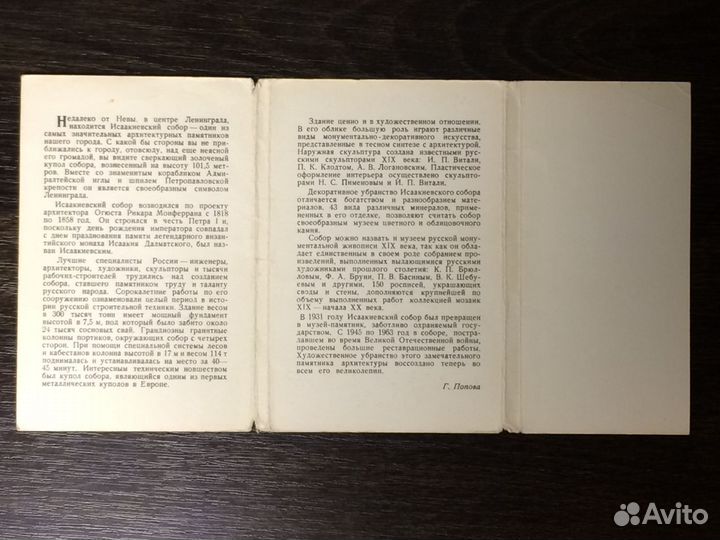 Недалеко от Невы, в центре Ленинграда,
находится Исаакиевский собор — один из
самых значительных архитектурных памятников
нашего города. С какой бы стороны вы не при-
ближались к городу, отовсюду, над еще неяс-
ной его громадой, вы видите сверкающий золоченый
купол собора, вознесенный на высоту 101,5 мет-
ров. Вместе со знаменитым корабликом Адми-
ралтейской иглы и шпилем Петропавловской
крепости он является своеобразным символом
Ленинграда.
Исаакиевский собор возводился по проекту
архитектора Огюста Рикара Монферрана с 1818
по 1858 год. Он строился в честь Петра I и,
поскольку день рождения императора совпадал
с днем празднования памяти легендарного визан-
тийского монаха Исаакия Далматского, был на-
зван Исаакиевским.
Лучшие специалисты России — инженеры,
архитекторы, художники, скульпторы и тысячи
рабочих-строителей трудились над созданием
собора, ставшего памятником труду и таланту
русского народа. Сорокалетние работы по его
сооружению ознаменовали целый период в исто-
рии русской строительной техники. Здание весом
в 300 тысяч тонн имеет мощный фундамент
высотой в 7,5 м, под который было забито около
24 тысяч сосновых свай. Грандиозны гранитные
колонны портиков, окружающих собор с четырех
сторон. При помощи специальной системы лесов
и кабестанов колонна высотой в 17 м и весом 114 т
поднималась и устанавливалась на место за 40—
45 минут. Интересным техническим новшеством
был купол собора, являющийся одним из первых
металлических куполов в Европе.
Здание ценно и в художественном отношении.
В его облике большую роль играют различные
виды монументально-декоративного искусства,
представленные в тесном синтезе с архитектурой.
Наружная скульптура создана известными рус-
скими скульпторами XIX века: И. П. Витали,
П. К. Клодтом, А. В. Логановским. Пластическое
оформление интерьера осуществлено скульпто-
рами Н. С. Пименовым и И. П. Витали.
Декоративное убранство Исаакиевского собора
отличается богатством и разнообразием мате-
риалов. 43 вида различных минералов, приме-
ненных в его отделке, позволяют считать собор
своеобразным музеем цветного и облицовочного
камня.
Собор можно назвать и музеем русской мо-
нументальной живописи XIX века, так как он обла-
дает единственным в своем роде собранием про-
изведений, выполненных выдающимися русскими
художниками прошлого столетия: К. П. Брюл-
ловым, Ф. А. Бруни, П. В. Басиным, В. К. Шебу-
евым и другими. 150 росписей, украшающих
своды и стены, дополняются крупнейшей по
объему выполненных работ коллекцией мозаик
XIX — начала XX века.
В 1931 году Исаакиевский собор был превращен
в музей-памятник, заботливо охраняемый госу-
дарством. С 1945 по 1963 год в соборе, постра-
давшем во время Великой Отечественной войны,
проведены большие реставрационные работы.
Художественное убранство этого замечательного
памятника архитектуры воссоздано теперь во
всем его великолепии.
Г. Попова
Avito